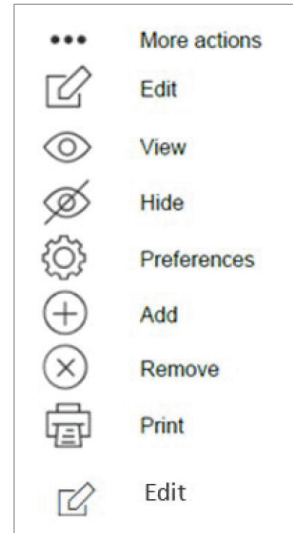 More actions
Edit
View
Hide
Preferences
Add
Remove
Print
Edit